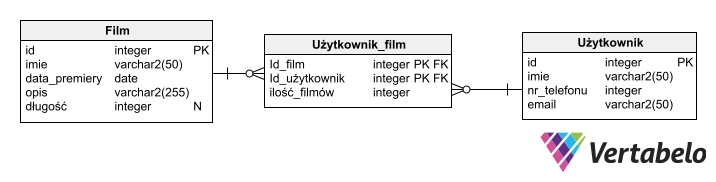 Film
id integer PK
imie varchar2(50)
data_premiery date
opis varchar2(255)
długość integer N
Użytkownik_film
Id_film integer PK FK
Id_użytkownik integer PK FK
ilość_filmów integer
Użytkownik
id integer PK
imie varchar2(50)
nr_telefonu integer
email varchar2(50)
Vertabelo